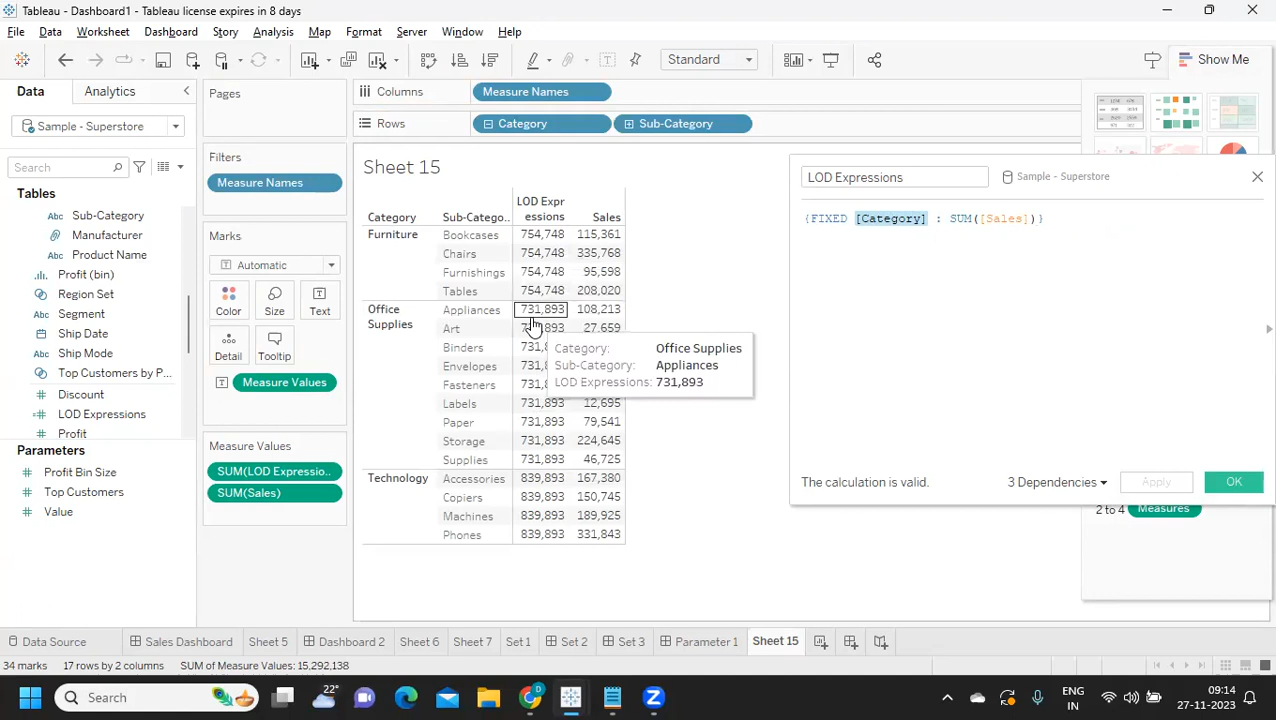 Tableau - Dashboard1 - Tableau license expires in 8 days
File Data Worksheet Dashboard Story Analysis Map Format Server Window Help
Standard
Show Me
Data Analytics
Pages
Columns Measure Names
Sample - Superstore
Rows Category Sub-Category
Search
Filters
Measure Names
Tables
Sub-Category
Manufacturer
Product Name
Profit (bin)
Region Set
Segment
Ship Date
Ship Mode
Top Customers by P...
Discount
LOD Expressions
Profit
Parameters
Profit Bin Size
Top Customers
Value
Marks
Automatic
Color Size Text
Detail Tooltip
Measure Values
Measure Values
SUM(LOD Expressio..
SUM(Sales)
Sheet 15
LOD Expr
essions
Category Sub-Catego.. Sales
Furniture Bookcases 754,748 115,361
Chairs 754,748 335,768
Furnishings 754,748 95,598
Tables 754,748 208,020
Office Supplies Appliances 731,893 108,213
Art 27,659
Binders
Envelopes
Fasteners
Labels 731,893 12,695
Paper 731,893 79,541
Storage 731,893 224,645
Supplies 731,893 46,725
Technology Accessories 839,893 167,380
Copiers 839,893 150,745
Machines 839,893 189,925
Phones 839,893 331,843
Category: Office Supplies
Sub-Category: Appliances
LOD Expressions: 731,893
LOD Expressions Sample - Superstore
{FIXED [Category] : SUM([Sales])}
The calculation is valid. 3 Dependencies Apply OK
2 to 4 Measures
Data Source Sales Dashboard Sheet 5 Dashboard 2 Sheet 6 Sheet 7 Set 1 Set 2 Set 3 Parameter 1 Sheet 15
34 marks 17 rows by 2 columns SUM of Measure Values: 15,292,138
Search
22°
ENG
IN
09:14
27-11-2023